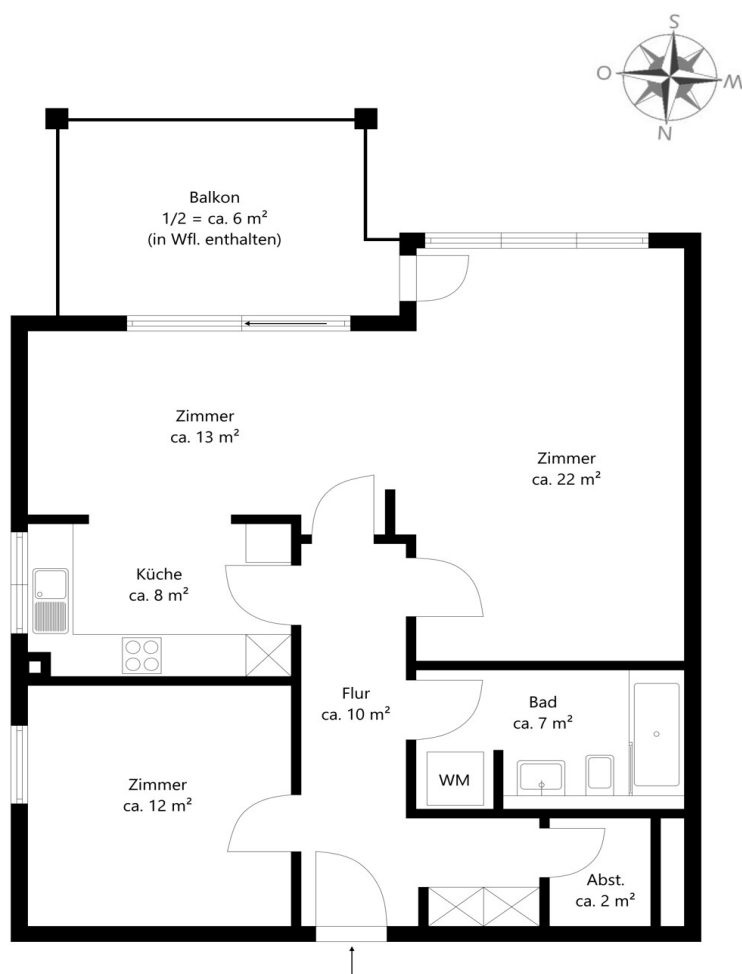 S
O
W
N
Balkon
1/2 = ca. 6 m²
(in Wfl. enthalten)
Zimmer
ca. 13 m²
Zimmer
ca. 22 m²
Küche
ca. 8 m²
Flur
ca. 10 m²
Bad
ca. 7 m²
WM
Zimmer
ca. 12 m²
Abst.
ca. 2 m²